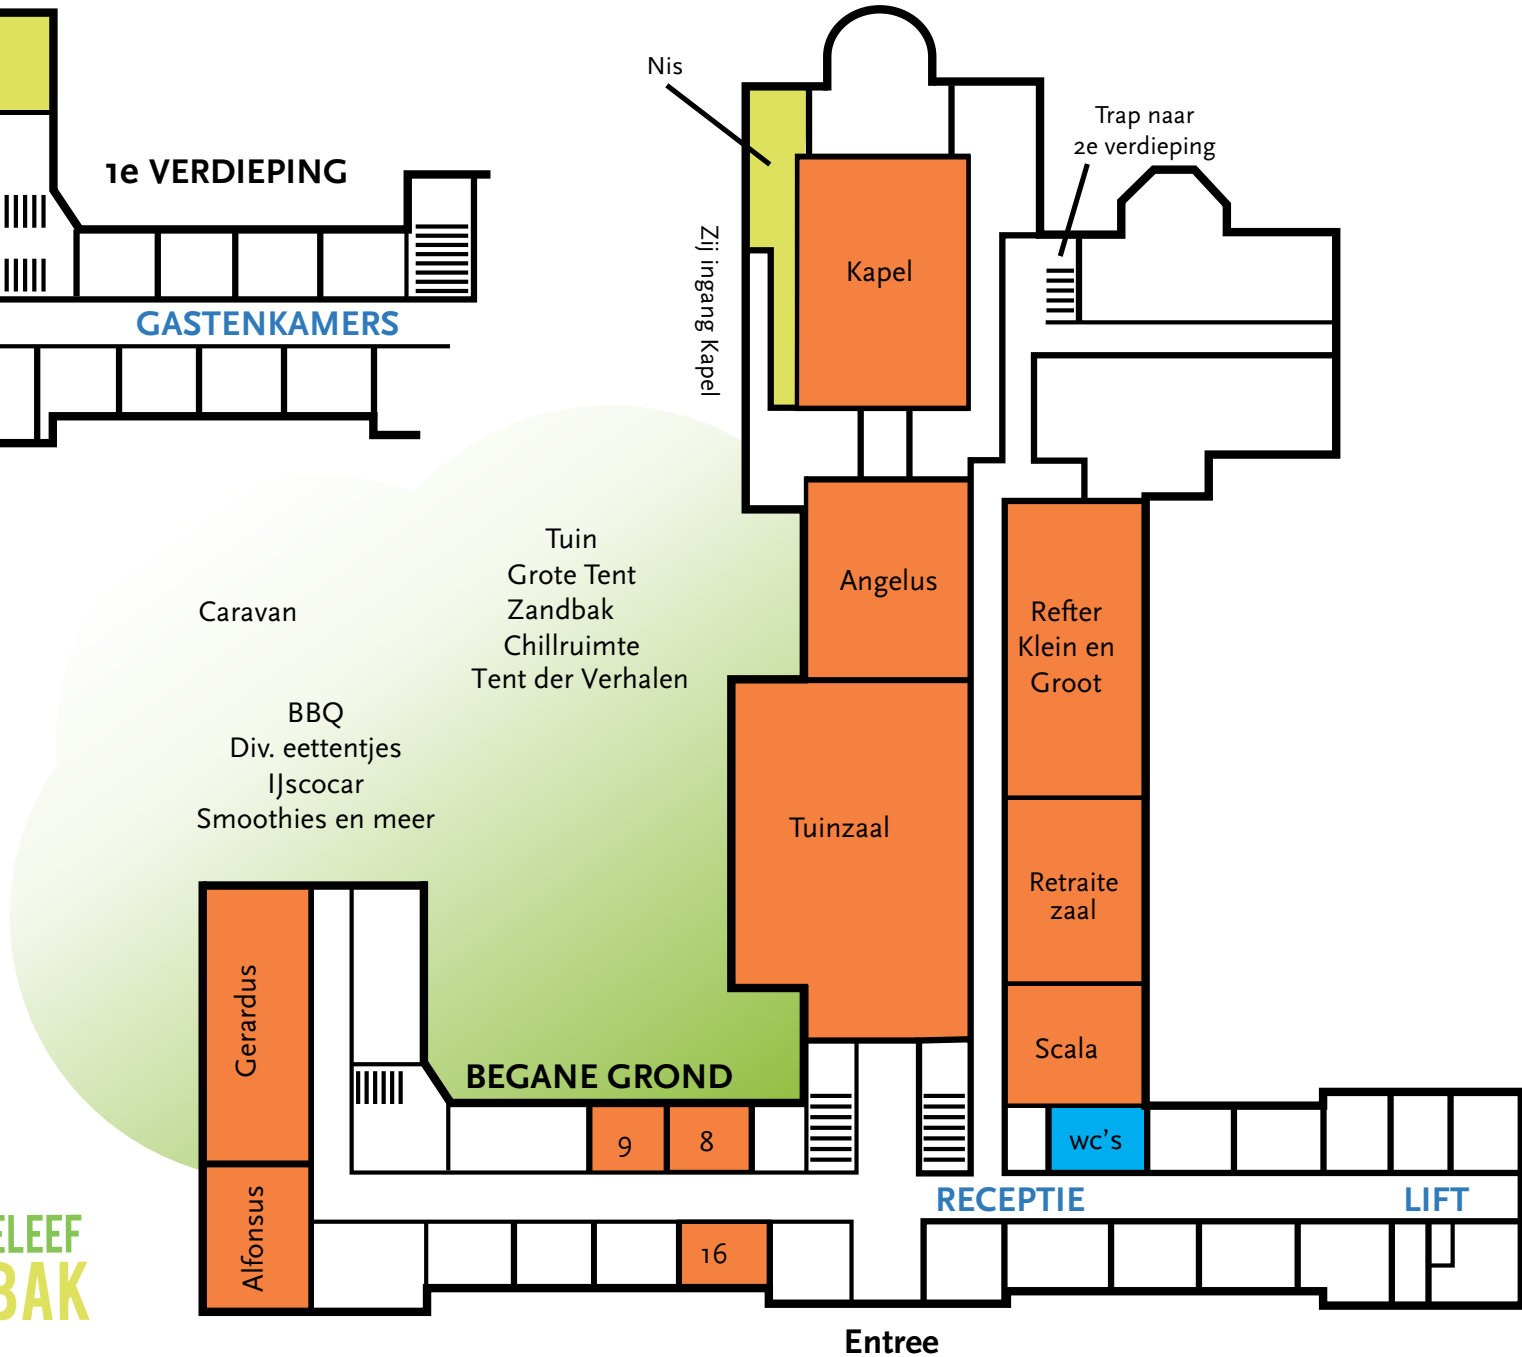 Nis
Trap naar
2e verdieping
1e VERDIEPING
Zij ingang Kapel
Kapel
GASTENKAMERS
Tuin
Grote Tent
Zandbak
Chillruimte
Tent der Verhalen
Caravan
Angelus
Refter
Klein en
Groot
BBQ
Div. eettentjes
IJscocar
Smoothies en meer
Tuinzaal
Retraite
zaal
Gerardus
Scala
BEGANE GROND
9
8
wc's
Alfonsus
RECEPTIE
LIFT
ELEEF
BAK
16
Entree